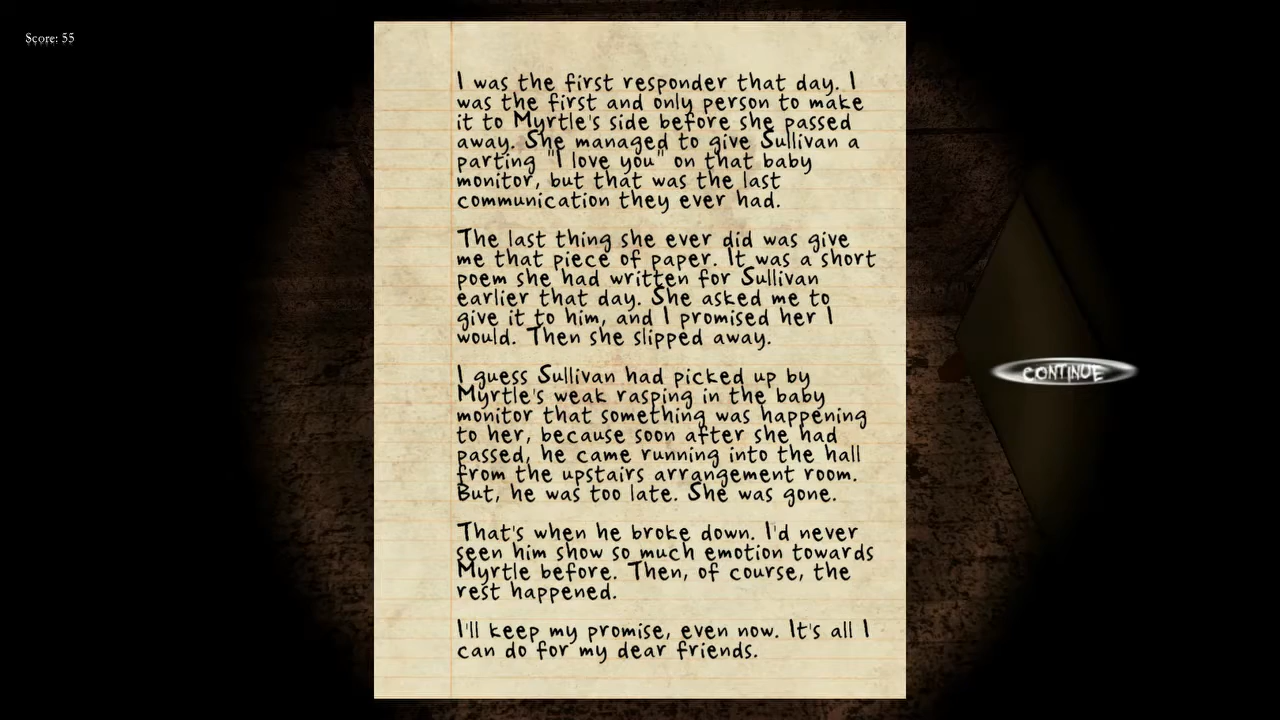 Score: 55
I was the first responder that day. I
was the first and only person to make
it to Myrtle's side before she passed
away. She managed to give Sullivan a
parting "I love you" on that baby
monitor, but that was the last
communication they ever had.
The last thing she ever did was give
me that piece of paper. It was a short
poem she had written for Sullivan
earlier that day. She asked me to
give it to him, and I promised her I
would. Then she slipped away.
I guess Sullivan had picked up by
Myrtle's weak rasping in the baby
monitor that something was happening
to her, because soon after she had
passed, he came running into the hall
from the upstairs arrangement room.
But, he was too late. She was gone.
That's when he broke down. I'd never
seen him show so much emotion towards
Myrtle before. Then, of course, the
rest happened.
I'll keep my promise, even now. It's all I
can do for my dear friends.
CONTINUE